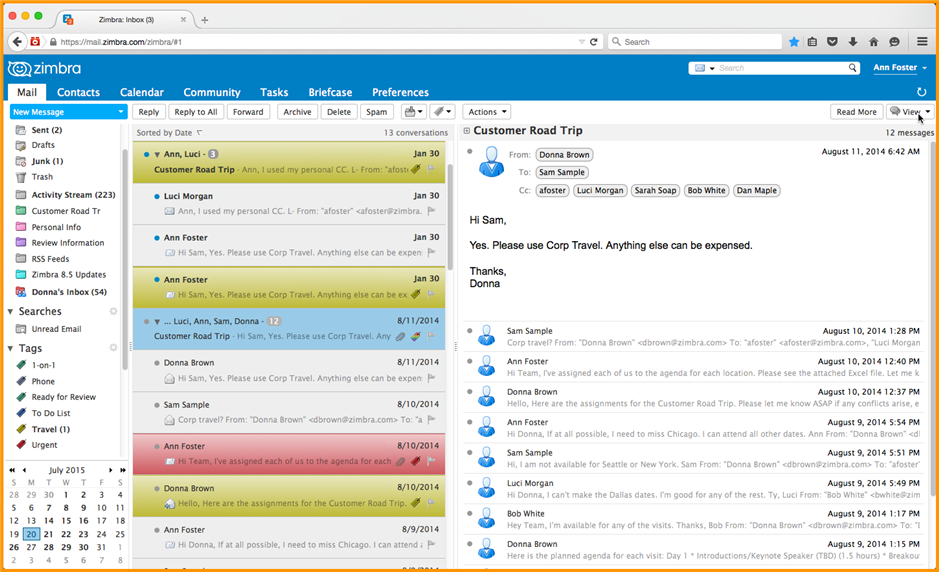 Zimbra: Inbox (3)
https://mail.zimbra.com/zimbra/#1
Search
zimbra
Search
Ann Foster
Mail Contacts Calendar Community Tasks Briefcase Preferences
New Message
Reply Reply to All Forward Archive Delete Spam Actions Read More View
Sent (2)
Drafts
Junk (1)
Trash
Activity Stream (223)
Customer Road Tr
Personal Info
Review Information
RSS Feeds
Zimbra 8.5 Updates
Donna's Inbox (54)
Searches
Unread Email
Tags
1-on-1
Phone
Ready for Review
To Do List
Travel (1)
Urgent
July 2015
S M T W T F S
28 29 30 1 2 3 4
5 6 7 8 9 10 11
12 13 14 15 16 17 18
19 20 21 22 23 24 25
26 27 28 29 30 31 1
2 3 4 5 6 7 8
Sorted by Date 13 conversations
Ann, Luci - 3 Jan 30
Customer Road Trip - Ann, I used my personal CC. L- From: "afoste
Luci Morgan Jan 30
Ann, I used my personal CC. L- From: "afoster" <afoster@zimbra.
Ann Foster Jan 30
Hi Sam, Yes. Please use Corp Travel. Anything else can be expen
Ann Foster Jan 30
Hi Sam, Yes. Please use Corp Travel. Anything else can be ex
... Luci, Ann, Sam, Donna - 12 8/11/2014
Customer Road Trip - Hi Sam, Yes. Please use Corp Travel. Any
Donna Brown 8/11/2014
Hi Sam, Yes. Please use Corp Travel. Anything else can be expen
Sam Sample 8/10/2014
Corp travel? From: "Donna Brown" <dbrown@zimbra.com> To: "a
Ann Foster 8/10/2014
Hi Team, I've assigned each of us to the agenda for each
Donna Brown 8/10/2014
Hello, Here are the assignments for the Customer Road Trip.
Ann Foster 8/9/2014
Hi Donna, If at all possible, I need to miss Chicago. I can attend a
Customer Road Trip
12 messages
From: Donna Brown August 11, 2014 6:42 AM
To: Sam Sample
Cc: afoster Luci Morgan Sarah Soap Bob White Dan Maple
Hi Sam,
Yes. Please use Corp Travel. Anything else can be expensed.
Thanks,
Donna
Sam Sample August 10, 2014 1:28 PM
Corp travel? From: "Donna Brown" <dbrown@zimbra.com> To: "afoster" <afoster@zimbra.com>, "Luci Morgan
Ann Foster August 10, 2014 12:40 PM
Hi Team, I've assigned each of us to the agenda for each location. Please see the attached Excel file. Let me k
Donna Brown August 10, 2014 12:37 PM
Hello, Here are the assignments for the Customer Road Trip. Please let me know ASAP if any conflicts arise, e
Ann Foster August 9, 2014 5:54 PM
Hi Donna, If at all possible, I need to miss Chicago. I can attend all other dates. Ann From: "Donna Brown" <d
Sam Sample August 9, 2014 5:51 PM
Hi, I am not available for Seattle or New York. Sam From: "Donna Brown" <dbrown@zimbra.com> To: "afoster"
Luci Morgan August 9, 2014 5:49 PM
Hi Donna, I can't make the Dallas dates. I'm good for any of the rest. Ty, Luci From: "Bob White" <bwhite@zim
Bob White August 9, 2014 1:17 PM
Hey Team, I'm available for any of the visits. Thanks, Bob From: "Donna Brown" <dbrown@zimbra.com> To: "
Donna Brown August 9, 2014 1:15 PM
Here is the planned agenda for each visit: Day 1 * Introductions/Keynote Speaker (TBD) (1.5 hours) * Breakou